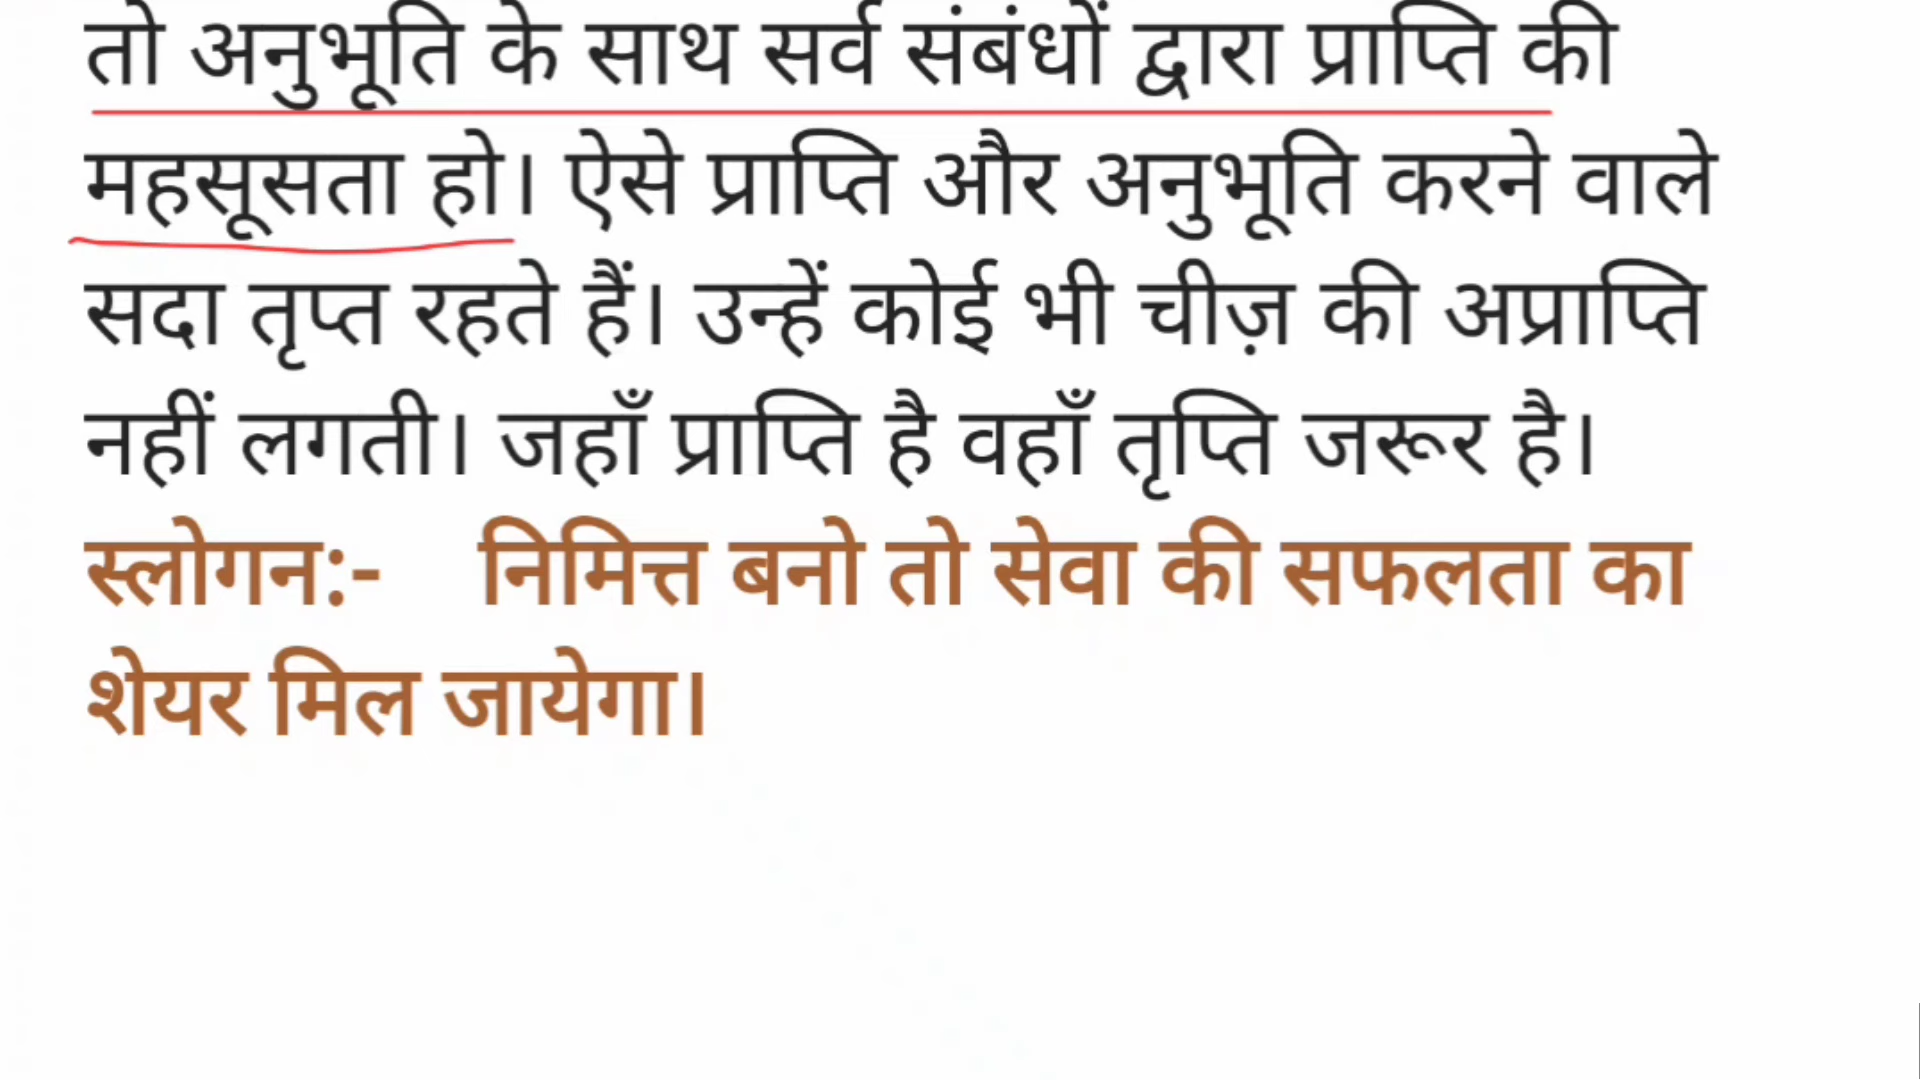 तो अनुभूति के साथ सर्व संबंधों द्वारा प्राप्ति की
महसूसता हो। ऐसे प्राप्ति और अनुभूति करने वाले
सदा तृप्त रहते हैं। उन्हें कोई भी चीज़ की अप्राप्ति
नहीं लगती। जहाँ प्राप्ति है वहाँ तृप्ति जरूर है।
स्लोगन:- निमित्त बनो तो सेवा की सफलता का
शेयर मिल जायेगा।